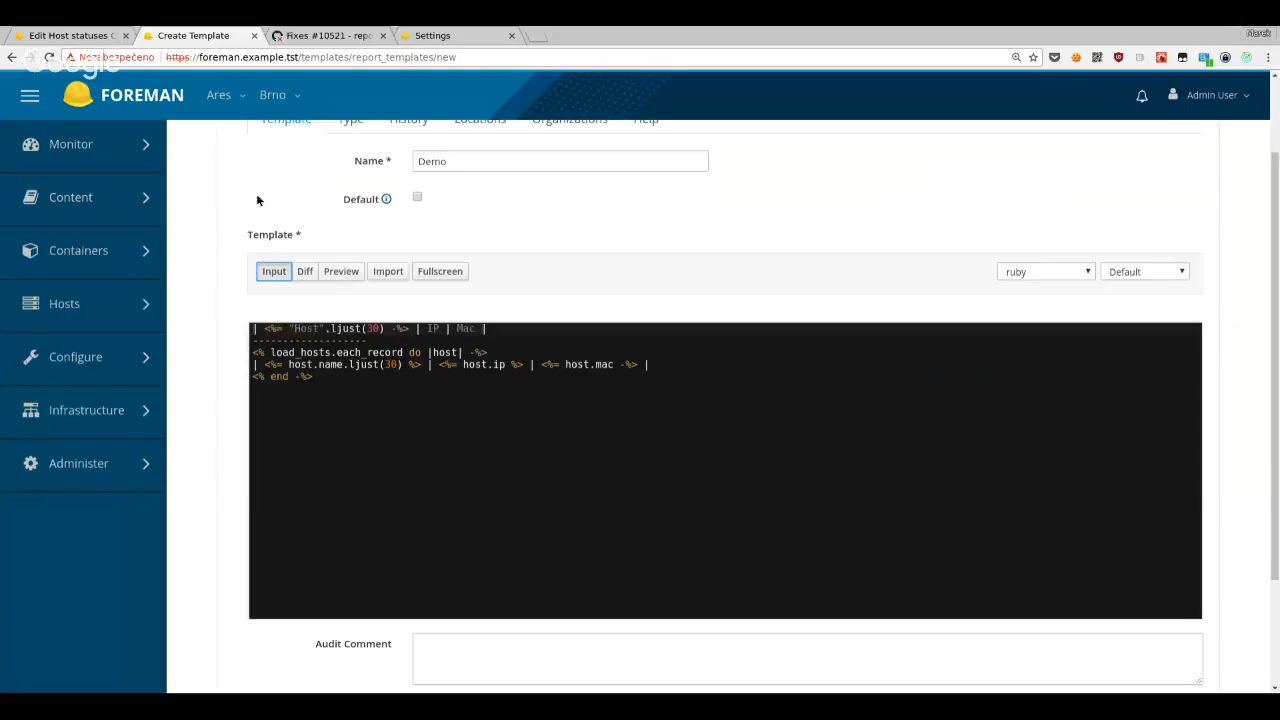 Edit Host statuses C
Create Template
Fixes #10521 - repo
Settings
Marek
Nezabezpečeno
https://foreman.example.tst/templates/report_templates/new
Google
FOREMAN
Ares
Brno
Admin User
Monitor
Content
Containers
Hosts
Configure
Infrastructure
Administer
Template Type History Locations Organizations Help
Name *
Demo
Default
Template *
Input Diff Preview Import Fullscreen
ruby
Default
| <%= "Host".ljust(30) -%> | IP | Mac |
------------------
<% load_hosts.each_record do |host| -%>
| <%= host.name.ljust(30) %> | <%= host.ip %> | <%= host.mac -%> |
<% end -%>
Audit Comment